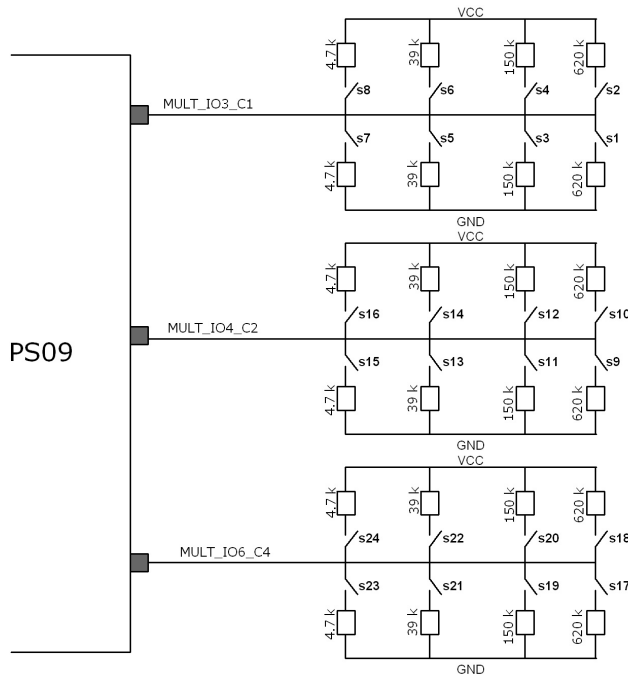 VCC
4.7 k 39 k 150 k 620 k
s8 s6 s4 s2
MULT_IO3_C1
s7 s5 s3 s1
4.7 k 39 k 150 k 620 k
GND
VCC
4.7 k 39 k 150 k 620 k
s16 s14 s12 s10
MULT_IO4_C2
PS09
s15 s13 s11 s9
4.7 k 39 k 150 k 620 k
GND
VCC
4.7 k 39 k 150 k 620 k
s24 s22 s20 s18
MULT_IO6_C4
s23 s21 s19 s17
4.7 k 39 k 150 k 620 k
GND